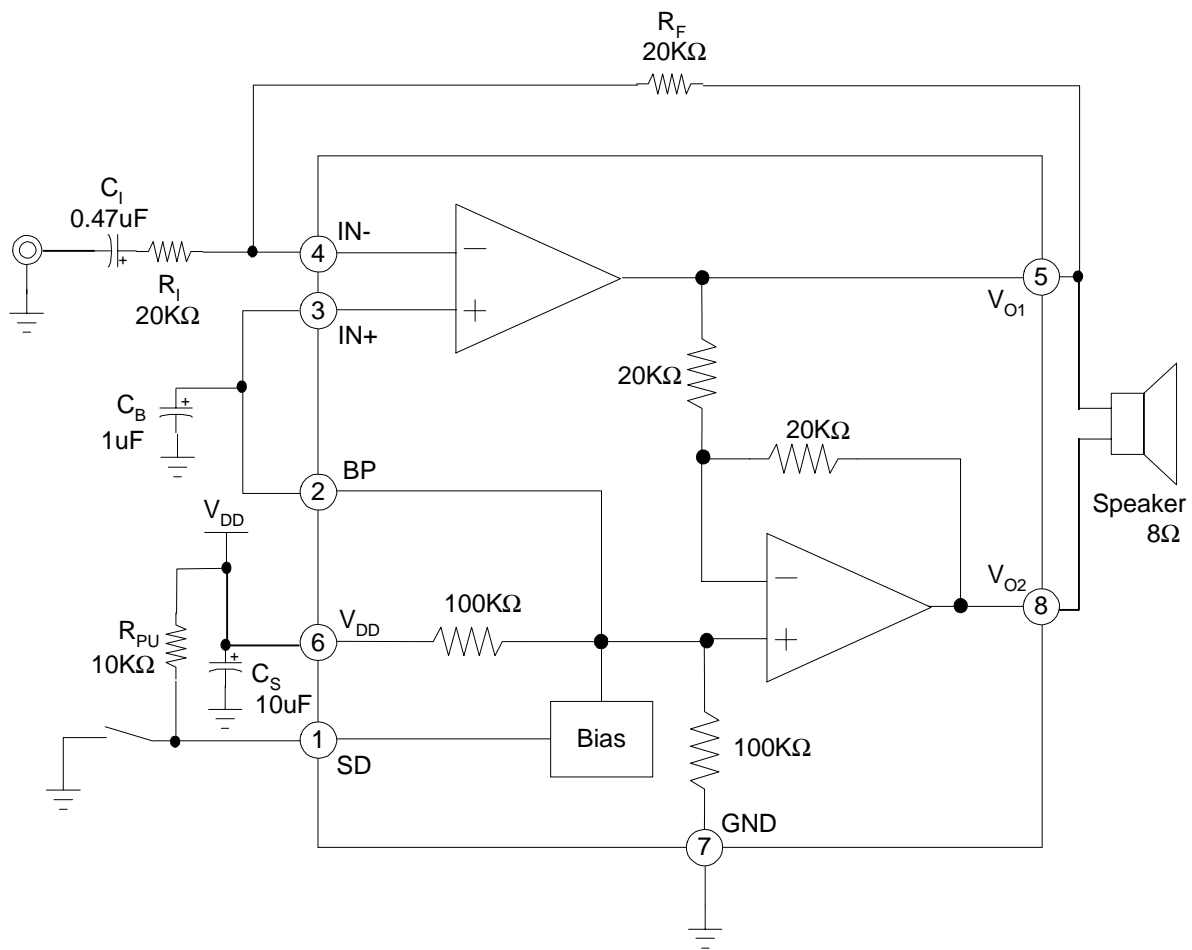 R_F
20KΩ
C_I
0.47uF
+
R_I
20KΩ
4
IN-
−
3
IN+
+
5
V_O1
20KΩ
20KΩ
C_B
1uF
+
2
BP
Speaker
8Ω
V_DD
R_PU
10KΩ
6
V_DD
100KΩ
+
C_S
10uF
−
+
V_O2
8
1
SD
Bias
100KΩ
GND
7